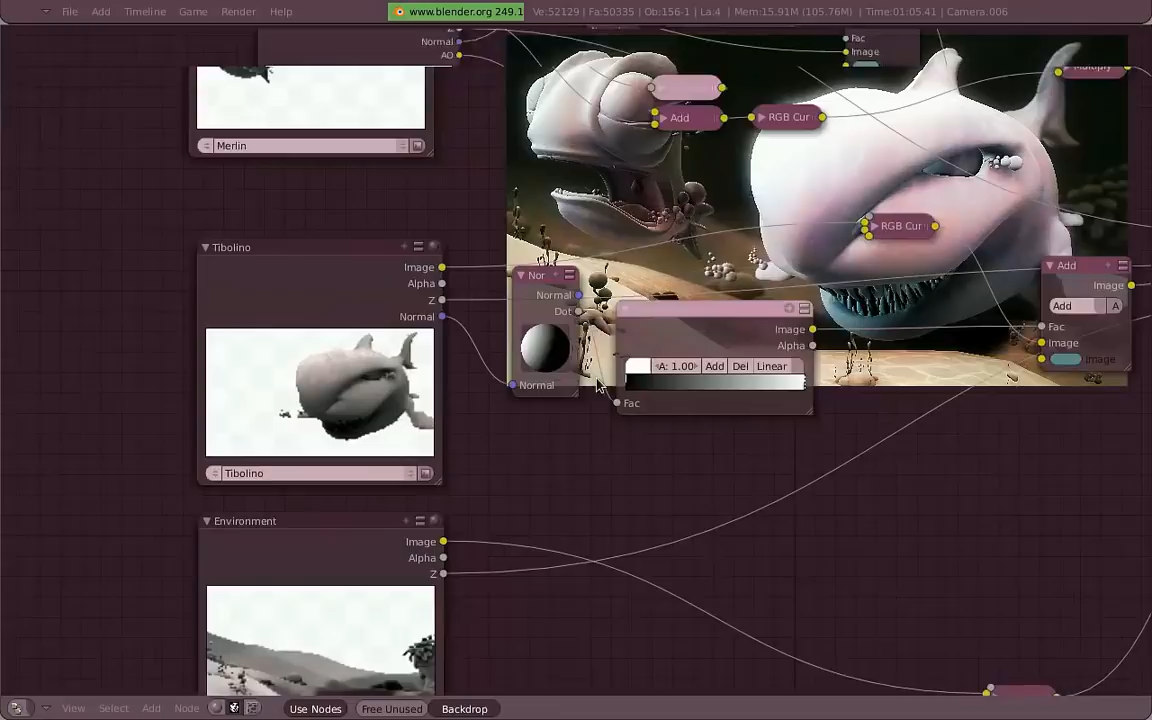 File Add Timeline Game Render Help www.blender.org 249.1 Ve:52129 | Fa:50335 | Ob:156-1 | La:4 | Mem:15.91M (105.76M) | Time:01:05.41 | Camera.006
Normal
AO
Fac
Image
Multiply
Add
RGB Cur
Merlin
RGB Cur
Tibolino
Image
Alpha
Z
Normal
Nor
Normal
Dot
Normal
Image
Alpha
A: 1.00 Add Del Linear
Fac
Add
Image
Add A
Fac
Image
Image
Tibolino
Environment
Image
Alpha
Z
View Select Add Node Use Nodes Free Unused Backdrop